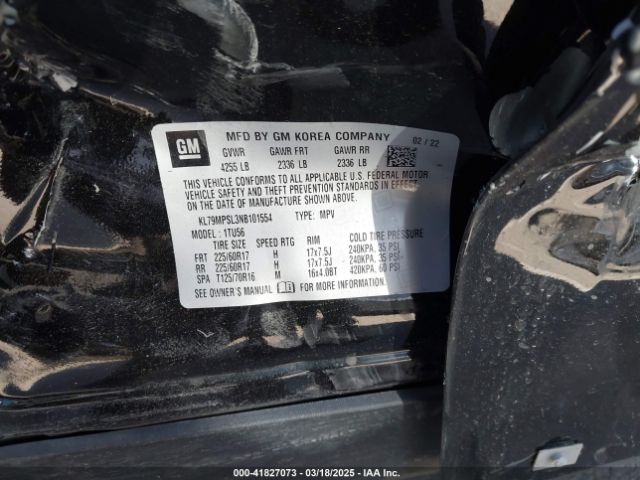 GM
MFD BY GM KOREA COMPANY 02 / 22
GVWR GAWR FRT GAWR RR
4255 LB 2336 LB 2336 LB
THIS VEHICLE CONFORMS TO ALL APPLICABLE U.S. FEDERAL MOTOR
VEHICLE SAFETY AND THEFT PREVENTION STANDARDS IN EFFECT
ON THE DATE OF MANUFACTURE SHOWN ABOVE.
KL79MPSL3NB101554 TYPE: MPV
MODEL : 1TU56
TIRE SIZE SPEED RTG RIM COLD TIRE PRESSURE
FRT 225/60R17 H 17x7.5J 240KPA, 35 PSI
RR 225/60R17 H 17x7.5J 240KPA, 35 PSI
SPA T125/70R16 M 16x4.0BT 420KPA, 60 PSI
SEE OWNER'S MANUAL FOR MORE INFORMATION.
000-41827073 — 03/18/2025 — IAA Inc.